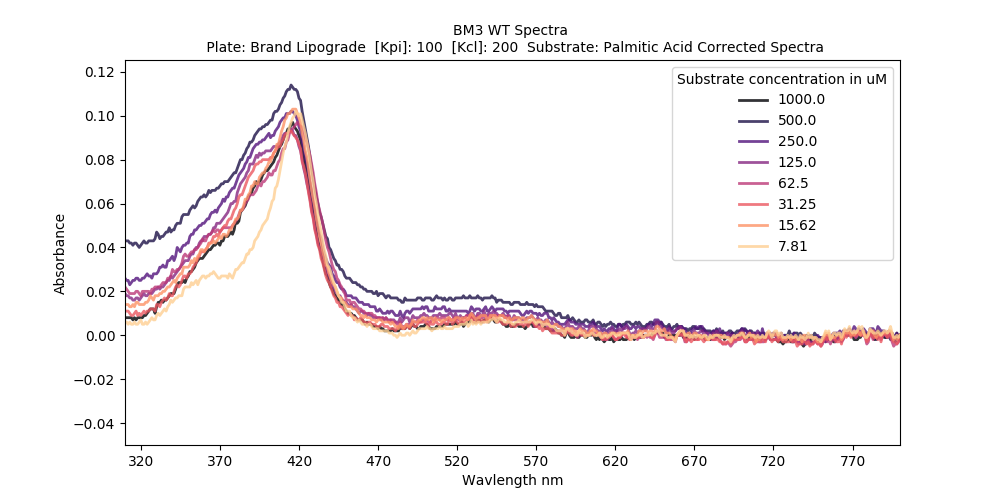 BM3 WT Spectra
Plate: Brand Lipograde  [Kpi]: 100  [Kcl]: 200  Substrate: Palmitic Acid Corrected Spectra
Substrate concentration in uM
1000.0
500.0
250.0
125.0
62.5
31.25
15.62
7.81
Absorbance
0.12
0.10
0.08
0.06
0.04
0.02
0.00
−0.02
−0.04
320 370 420 470 520 570 620 670 720 770
Wavlength nm